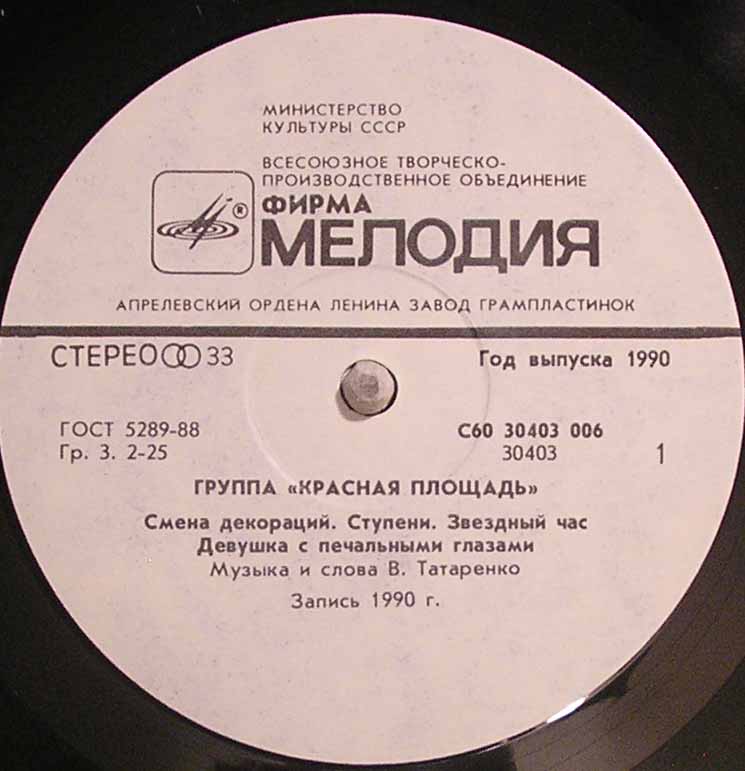 МИНИСТЕРСТВО
КУЛЬТУРЫ СССР
ВСЕСОЮЗНОЕ ТВОРЧЕСКО-
ПРОИЗВОДСТВЕННОЕ ОБЪЕДИНЕНИЕ
ФИРМА
® МЕЛОДИЯ
АПРЕЛЕВСКИЙ ОРДЕНА ЛЕНИНА ЗАВОД ГРАМПЛАСТИНОК
СТЕРЕО 33 Год выпуска 1990
ГОСТ 5289-88 С60 30403 006
Гр. 3. 2-25 30403 1
ГРУППА «КРАСНАЯ ПЛОЩАДЬ»
Смена декораций. Ступени. Звездный час
Девушка с печальными глазами
Музыка и слова В. Татаренко
Запись 1990 г.